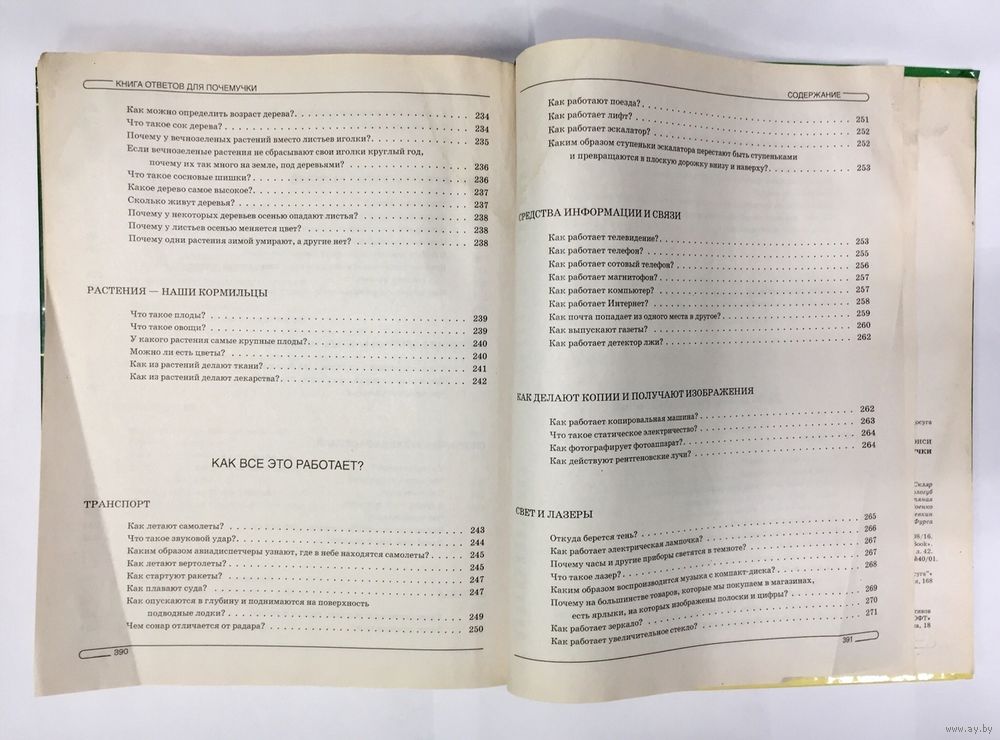 КНИГА ОТВЕТОВ ДЛЯ ПОЧЕМУЧКИ
Как можно определить возраст дерева? 234
Что такое сок дерева? 234
Почему у вечнозеленых растений вместо листьев иголки? 235
Если вечнозеленые растения не сбрасывают свои иголки круглый год,
почему их так много на земле, под деревьями? 236
Что такое сосновые шишки? 236
Какое дерево самое высокое? 237
Сколько живут деревья? 237
Почему у некоторых деревьев осенью опадают листья? 238
Почему у листьев осенью меняется цвет? 238
Почему одни растения зимой умирают, а другие нет? 238
РАСТЕНИЯ — НАШИ КОРМИЛЬЦЫ
Что такое плоды? 239
Что такое овощи? 239
У какого растения самые крупные плоды? 240
Можно ли есть цветы? 240
Как из растений делают ткани? 241
Как из растений делают лекарства? 242
КАК ВСЕ ЭТО РАБОТАЕТ?
ТРАНСПОРТ
Как летают самолеты? 243
Что такое звуковой удар? 244
Каким образом авиадиспетчеры узнают, где в небе находятся самолеты? 245
Как летают вертолеты? 245
Как стартуют ракеты? 247
Как плавают суда? 247
Как опускаются в глубину и поднимаются на поверхность
подводные лодки? 249
Чем сонар отличается от радара? 250
390
СОДЕРЖАНИЕ
Как работают поезда? 251
Как работает лифт? 252
Как работает эскалатор? 252
Каким образом ступеньки эскалатора перестают быть ступеньками
и превращаются в плоскую дорожку внизу и наверху? 253
СРЕДСТВА ИНФОРМАЦИИ И СВЯЗИ
Как работает телевидение? 253
Как работает телефон? 255
Как работает сотовый телефон? 256
Как работает магнитофон? 257
Как работает компьютер? 257
Как работает Интернет? 258
Как почта попадает из одного места в другое? 259
Как выпускают газеты? 260
Как работает детектор лжи? 262
КАК ДЕЛАЮТ КОПИИ И ПОЛУЧАЮТ ИЗОБРАЖЕНИЯ
Как работает копировальная машина? 262
Что такое статическое электричество? 263
Как фотографирует фотоаппарат? 264
Как действуют рентгеновские лучи? 264
СВЕТ И ЛАЗЕРЫ
Откуда берется тень? 265
Как работает электрическая лампочка? 266
Почему часы и другие приборы светятся в темноте? 267
Что такое лазер? 267
Каким образом воспроизводится музыка с компакт-диска? 268
Почему на большинстве товаров, которые мы покупаем в магазинах,
есть ярлыки, на которых изображены полоски и цифры? 269
Как работает зеркало? 270
Как работает увеличительное стекло? 271
391
www.ay.by